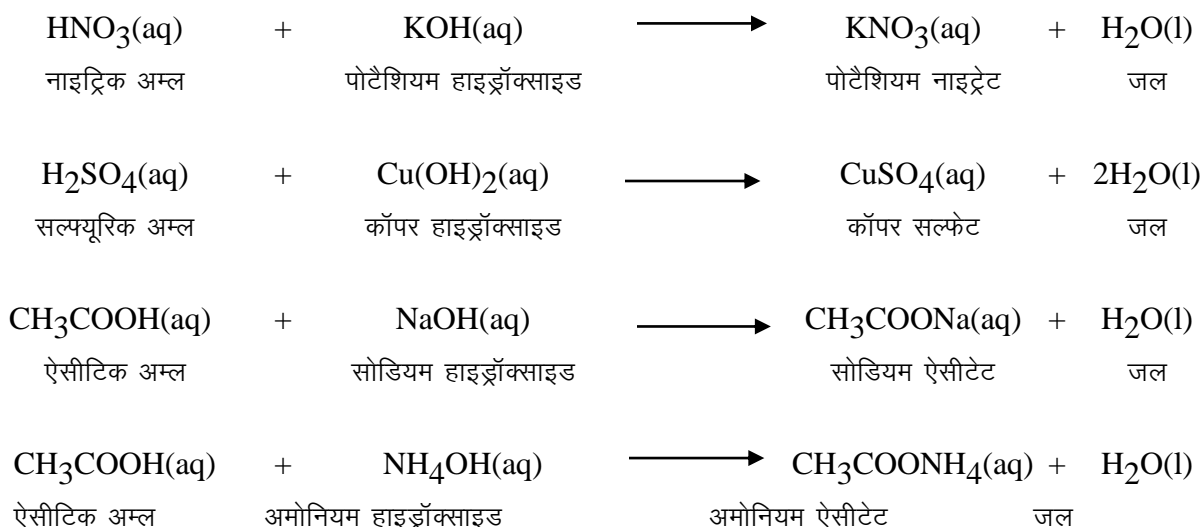 HNO3(aq) + KOH(aq) ⟶ KNO3(aq) + H2O(l)
नाइट्रिक अम्ल पोटैशियम हाइड्रॉक्साइड पोटैशियम नाइट्रेट जल
H2SO4(aq) + Cu(OH)2(aq) ⟶ CuSO4(aq) + 2H2O(l)
सल्फ्यूरिक अम्ल कॉपर हाइड्रॉक्साइड कॉपर सल्फेट जल
CH3COOH(aq) + NaOH(aq) ⟶ CH3COONa(aq) + H2O(l)
ऐसीटिक अम्ल सोडियम हाइड्रॉक्साइड सोडियम ऐसीटेट जल
CH3COOH(aq) + NH4OH(aq) ⟶ CH3COONH4(aq) + H2O(l)
ऐसीटिक अम्ल अमोनियम हाइड्रॉक्साइड अमोनियम ऐसीटेट जल